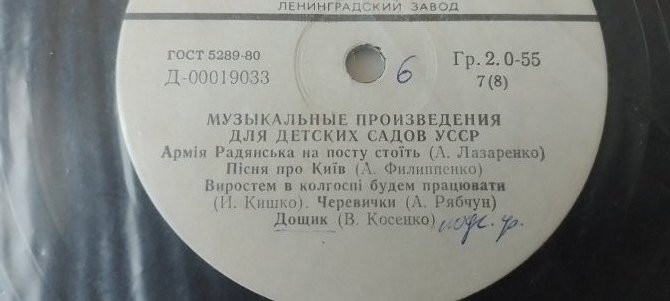 ЛЕНИНГРАДСКИЙ ЗАВОД
ГОСТ 5289-80
Гр. 2. 0-55
Д-00019033
6
7(8)
МУЗЫКАЛЬНЫЕ ПРОИЗВЕДЕНИЯ
ДЛЯ ДЕТСКИХ САДОВ УССР
Армія Радянська на посту стоїть (А. Лазаренко)
Пісня про Київ (А. Филиппенко)
Виростем в колгоспі будем працювати
(И. Кишко). Черевички (А. Рябчун)
Дощик (В. Косенко)